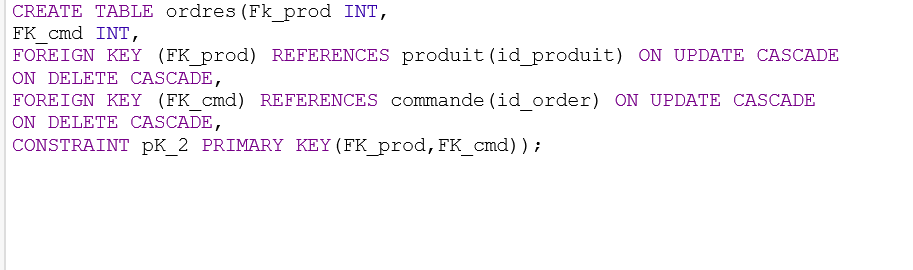 CREATE TABLE ordres(Fk_prod INT,
FK_cmd INT,
FOREIGN KEY (FK_prod) REFERENCES produit(id_produit) ON UPDATE CASCADE
ON DELETE CASCADE,
FOREIGN KEY (FK_cmd) REFERENCES commande(id_order) ON UPDATE CASCADE
ON DELETE CASCADE,
CONSTRAINT pK_2 PRIMARY KEY(FK_prod,FK_cmd));